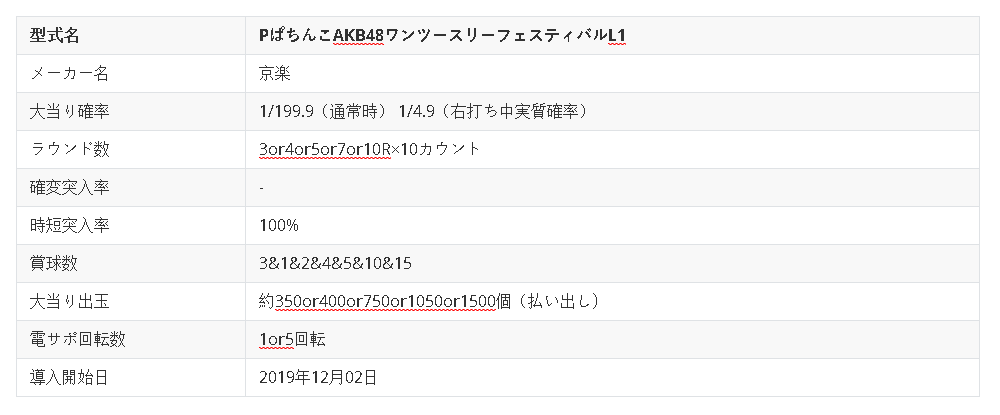 型式名 PぱちんこAKB48ワンツースリーフェスティバルL1
メーカー名 京楽
大当り確率 1/199.9（通常時） 1/4.9（右打ち中実質確率）
ラウンド数 3or4or5or7or10R×10カウント
確変突入率 -
時短突入率 100%
賞球数 3&1&2&4&5&10&15
大当り出玉 約350or400or750or1050or1500個（払い出し）
電サポ回転数 1or5回転
導入開始日 2019年12月02日